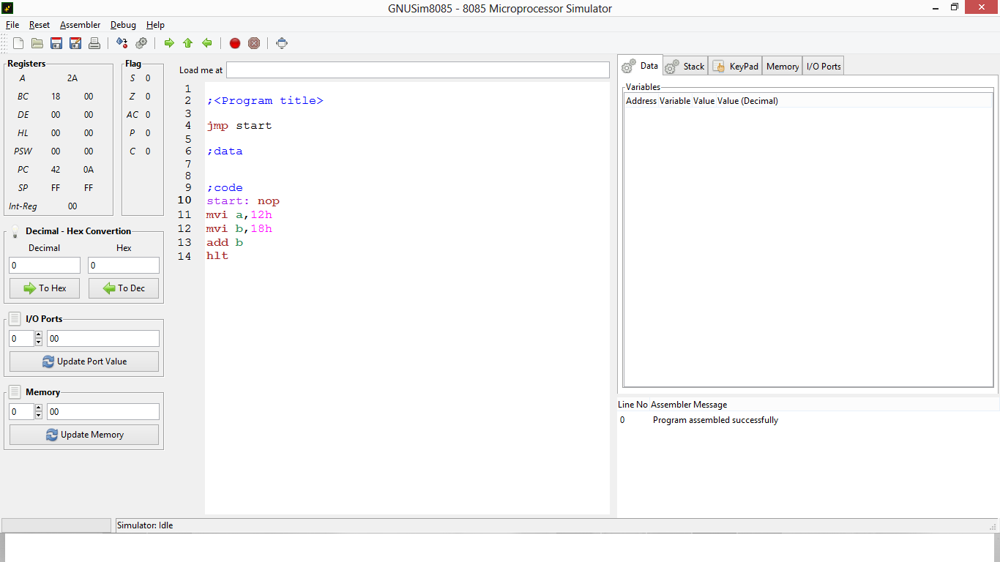 GNUSim8085 - 8085 Microprocessor Simulator
File Reset Assembler Debug Help
Registers
A 2A
BC 18 00
DE 00 00
HL 00 00
PSW 00 00
PC 42 0A
SP FF FF
Int-Reg 00
Flag
S 0
Z 0
AC 0
P 0
C 0
Decimal - Hex Convertion
Decimal Hex
0 0
To Hex To Dec
I/O Ports
0 00
Update Port Value
Memory
0 00
Update Memory
Load me at
1
2 ;<Program title>
3
4 jmp start
5
6 ;data
7
8
9 ;code
10 start: nop
11 mvi a,12h
12 mvi b,18h
13 add b
14 hlt
Data Stack KeyPad Memory I/O Ports
Variables
Address Variable Value Value (Decimal)
Line No Assembler Message
0 Program assembled successfully
Simulator: Idle